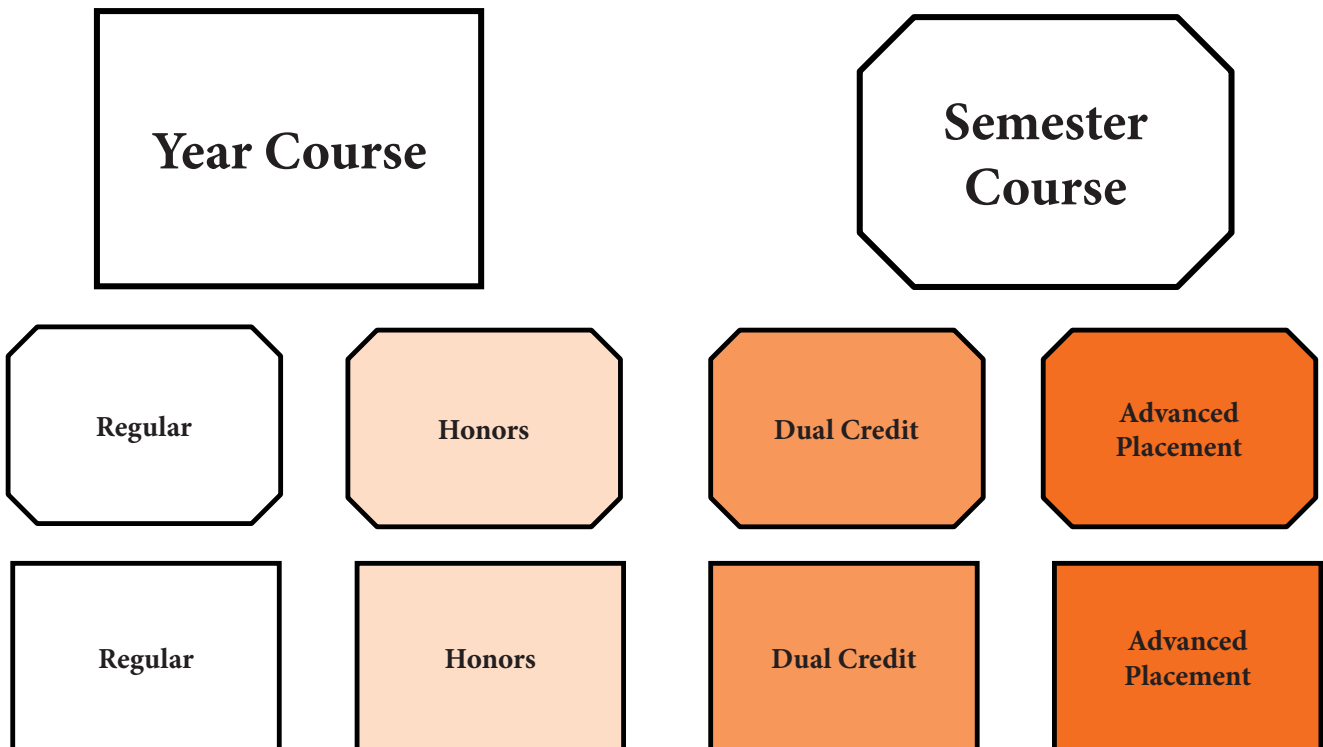 Year Course
Semester
Course
Regular
Honors
Dual Credit
Advanced
Placement
Regular
Honors
Dual Credit
Advanced
Placement